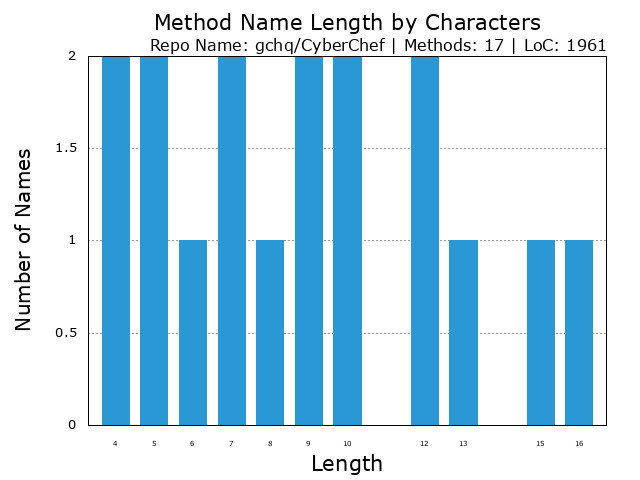 Method Name Length by Characters
Repo Name: gchq/CyberChef | Methods: 17 | LoC: 1961
2
1.5
1
0.5
0
Number of Names
4 5 6 7 8 9 10 12 13 15 16
Length